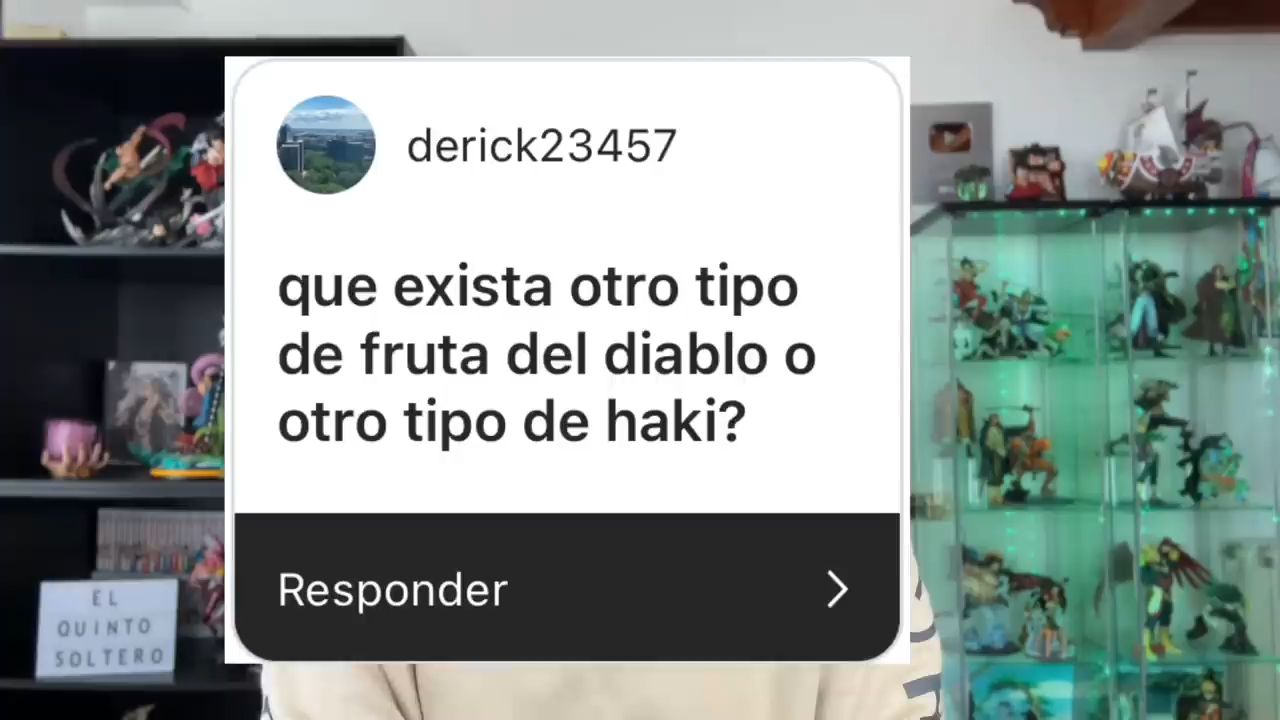 derick23457
que exista otro tipo
de fruta del diablo o
otro tipo de haki?
Responder
EL
QUINTO
SOLTERO